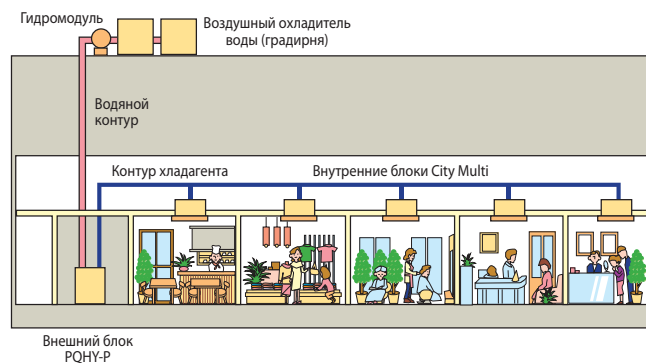 Гидромодуль
Воздушный охладитель
воды (градирня)
Водяной
контур
Контур хладагента
Внутренние блоки City Multi
Внешний блок
PQHY-P